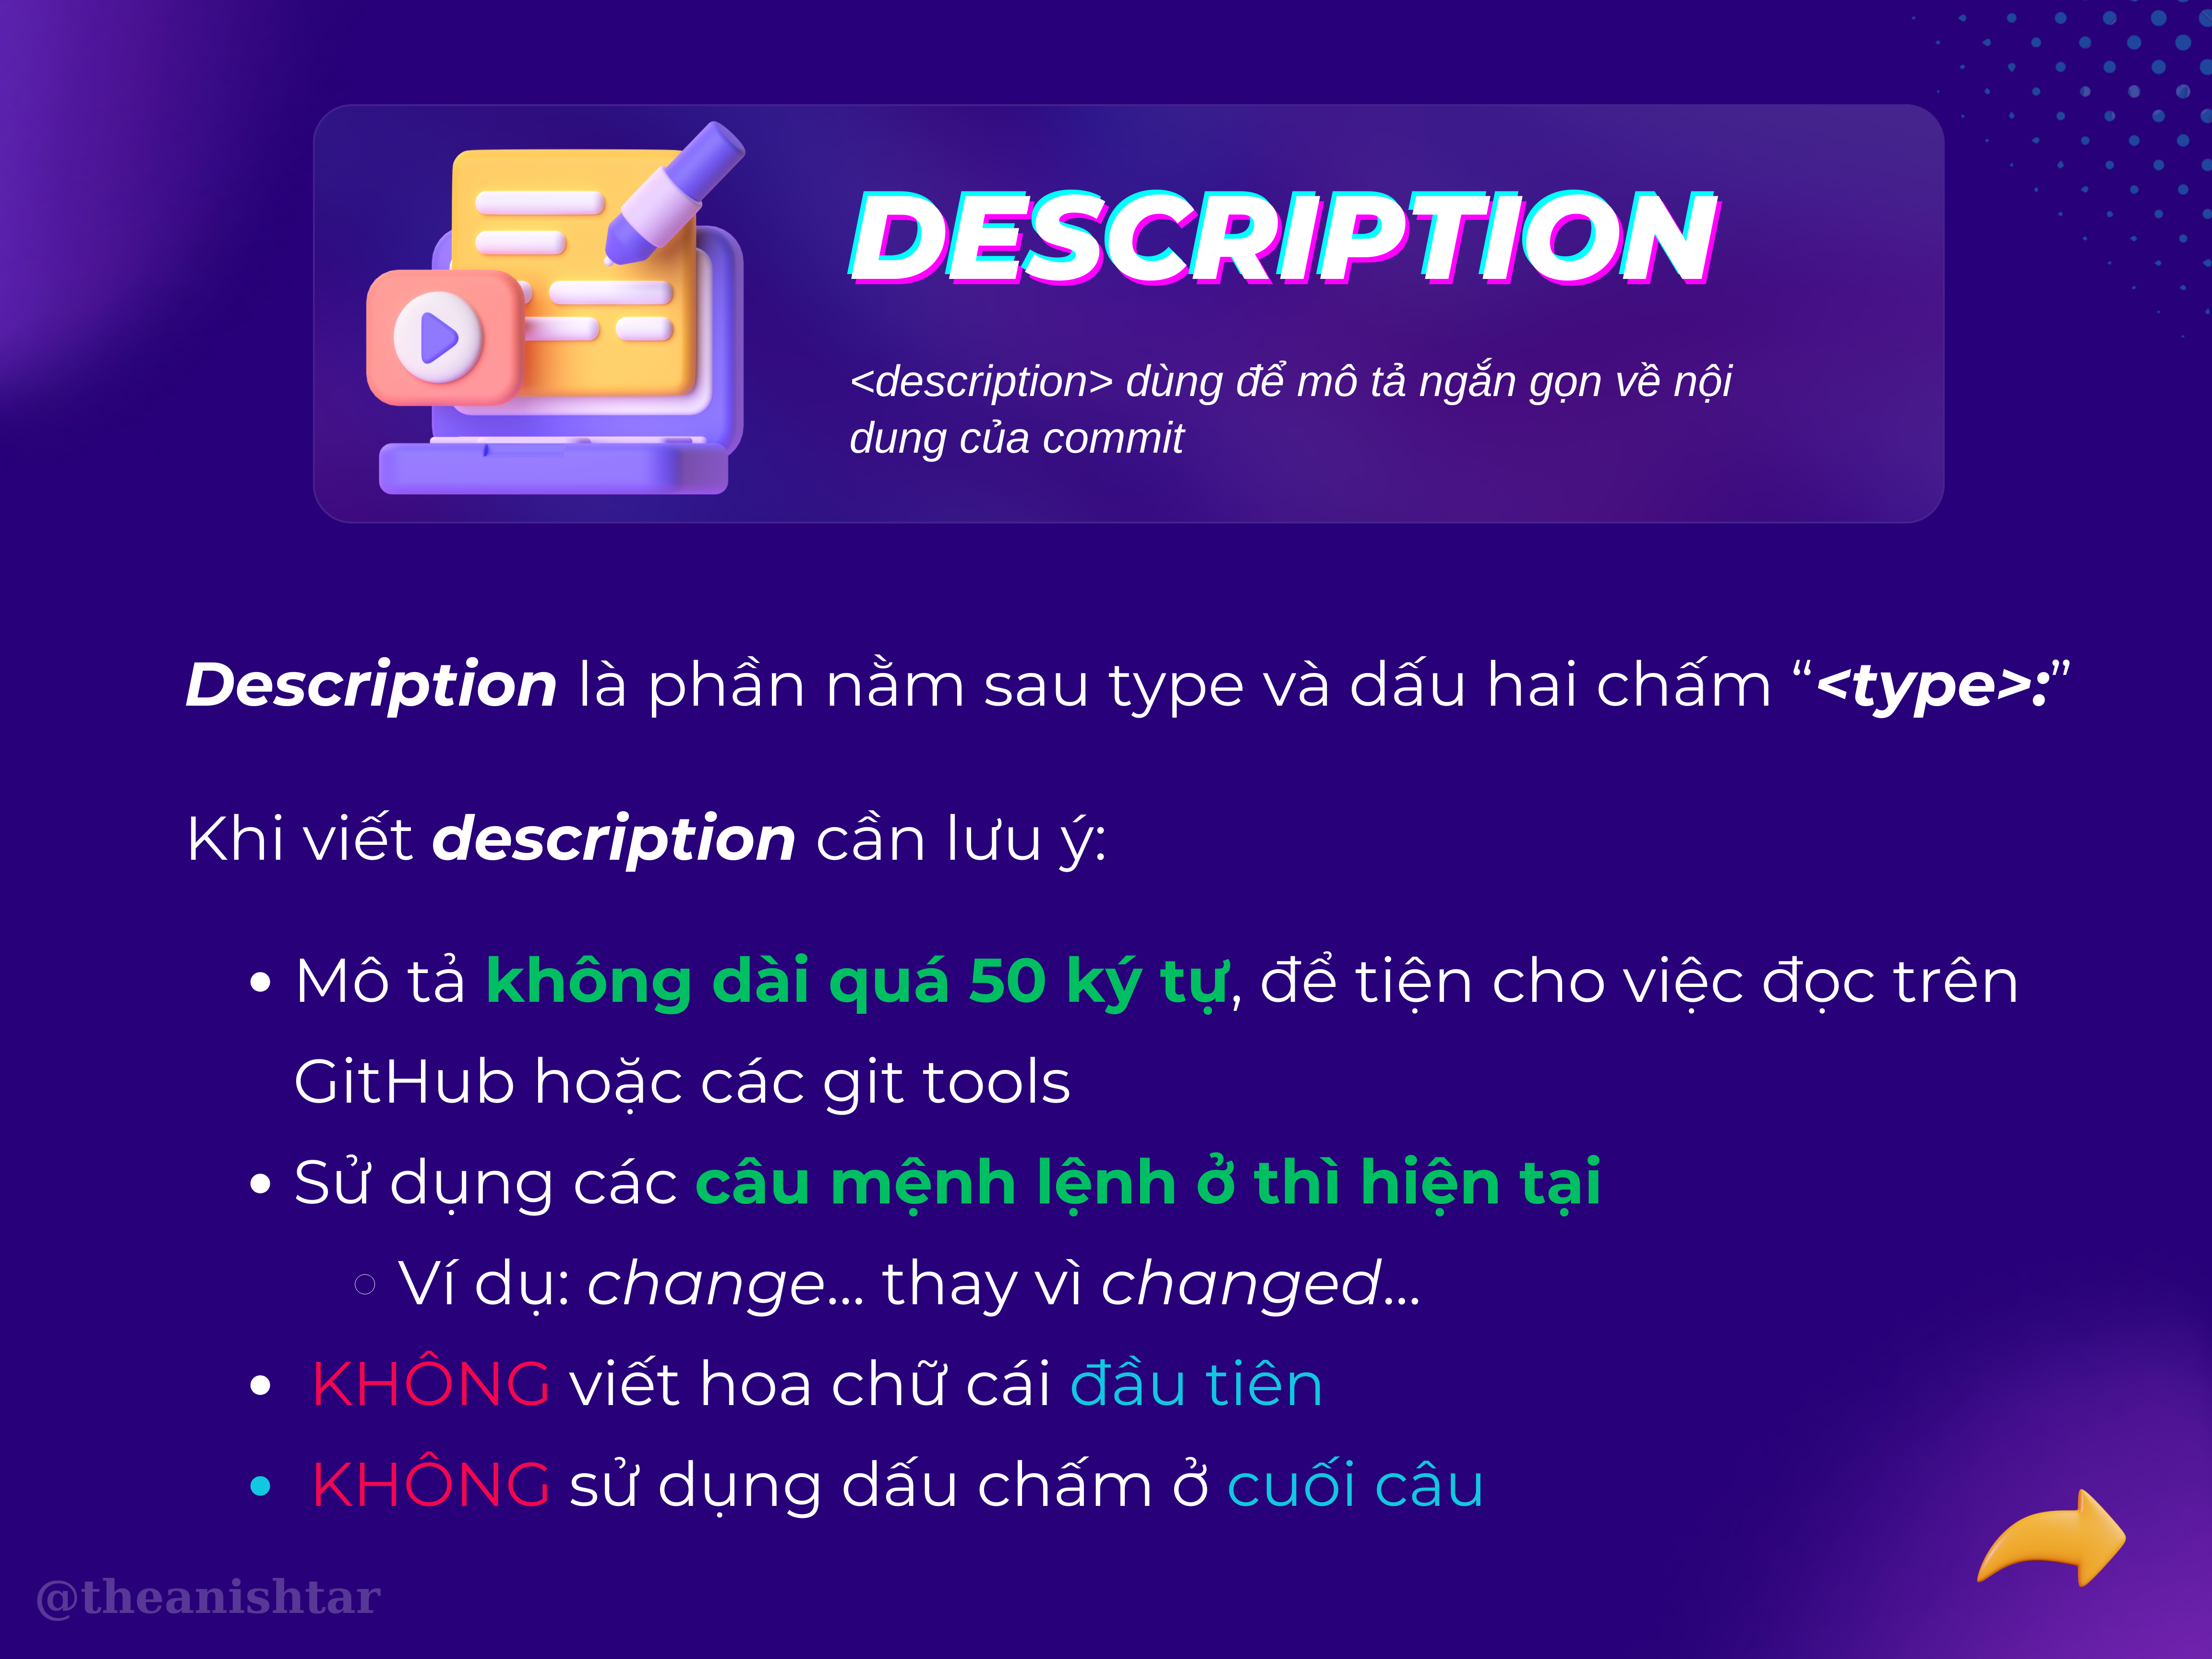 DESCRIPTION
<description> dùng để mô tả ngắn gọn về nội
dung của commit
Description là phần nằm sau type và dấu hai chấm “<type>:”
Khi viết description cần lưu ý:
• Mô tả không dài quá 50 ký tự, để tiện cho việc đọc trên
GitHub hoặc các git tools
• Sử dụng các câu mệnh lệnh ở thì hiện tại
○ Ví dụ: change... thay vì changed...
• KHÔNG viết hoa chữ cái đầu tiên
• KHÔNG sử dụng dấu chấm ở cuối câu
@theanishtar